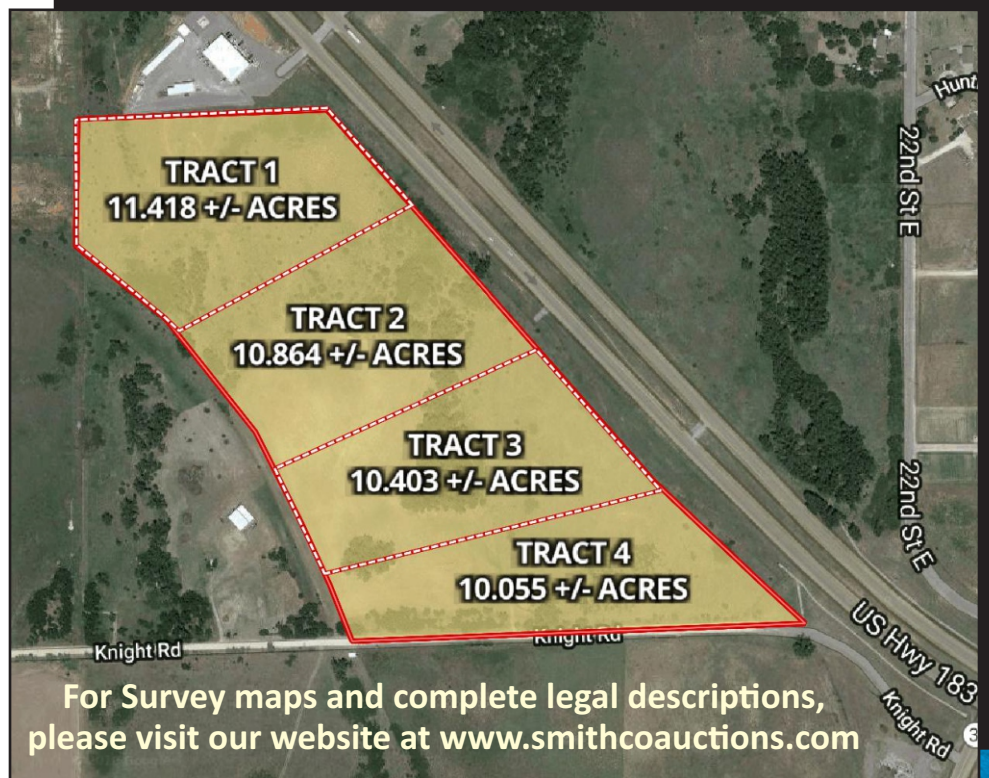 Hunt
22nd St E
TRACT 1
11.418 +/- ACRES
TRACT 2
10.864 +/- ACRES
TRACT 3
10.403 +/- ACRES
22nd St E
TRACT 4
10.055 +/- ACRES
US Hwy 183
Knight Rd
Knight Rd
Knight Rd
For Survey maps and complete legal descriptions,
please visit our website at www.smithcoauctions.com
3